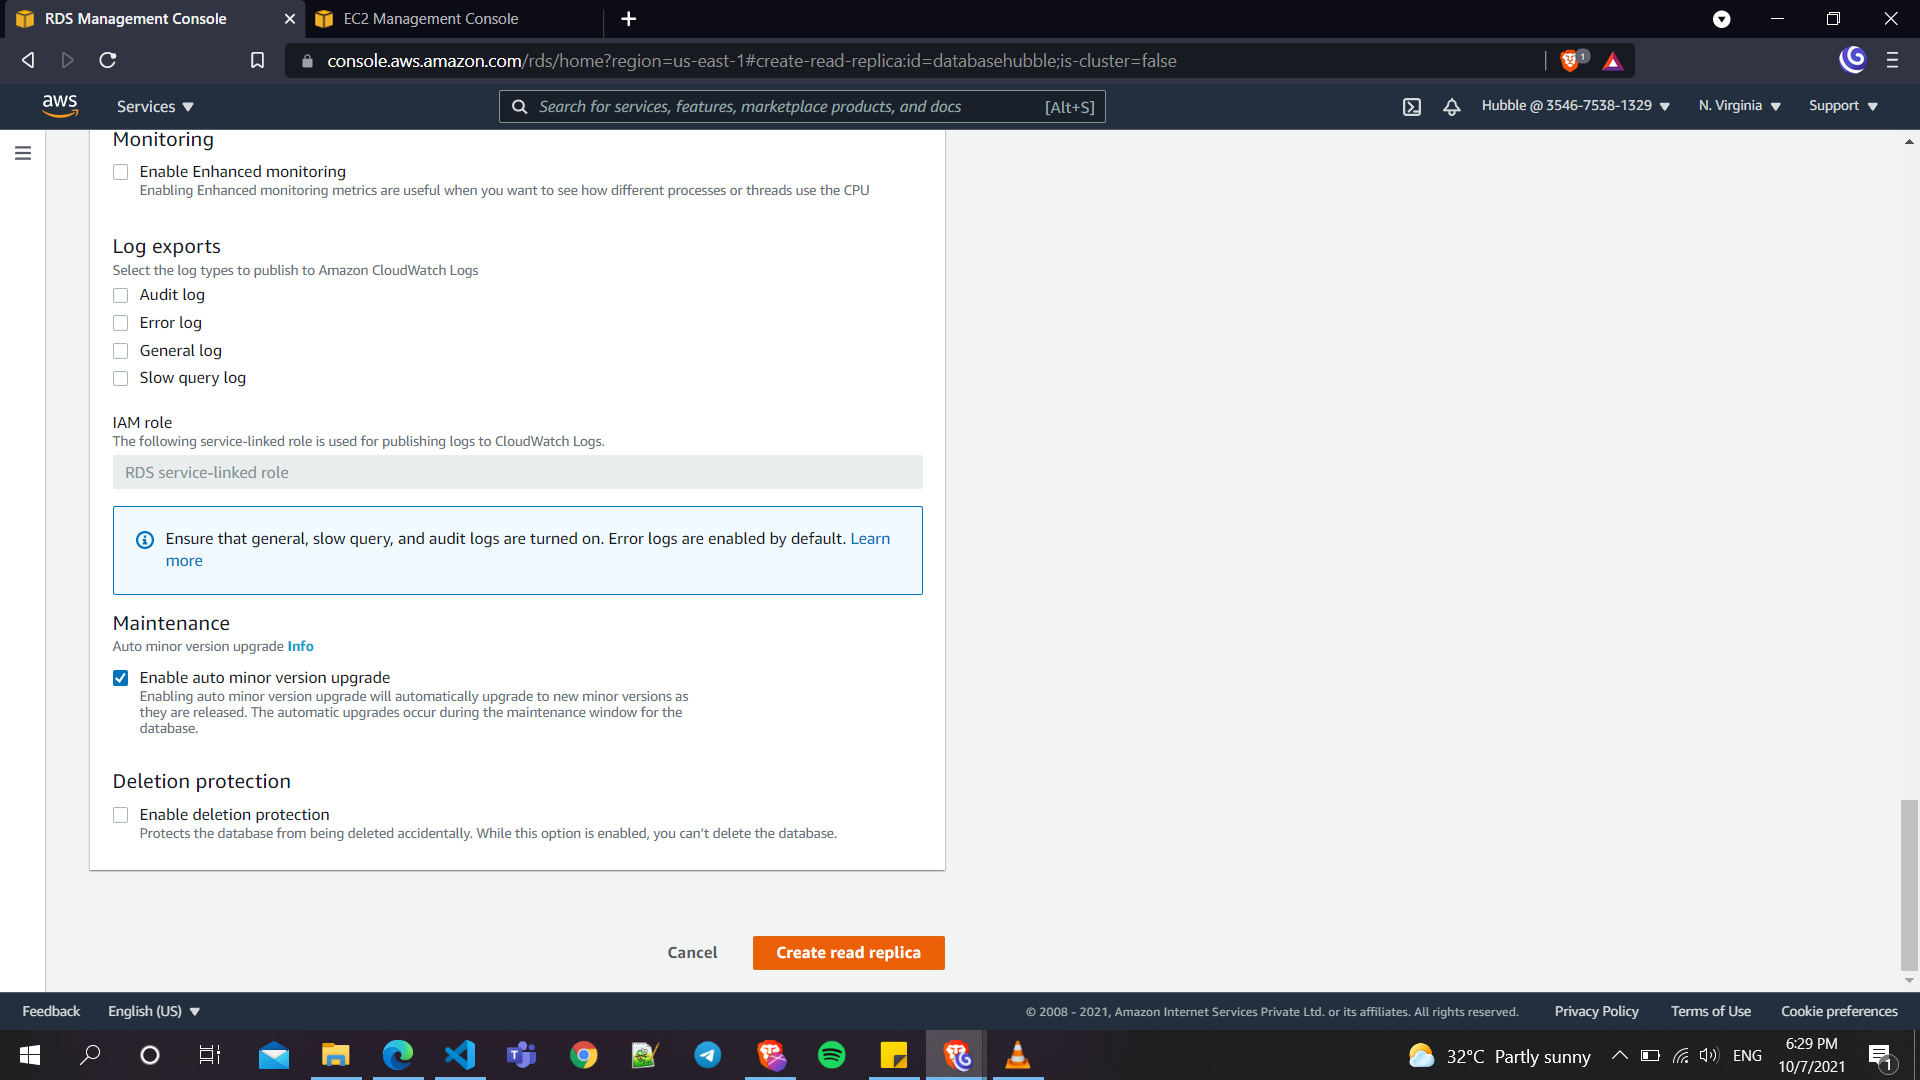 RDS Management Console
EC2 Management Console
console.aws.amazon.com/rds/home?region=us-east-1#create-read-replica:id=databasehubble;is-cluster=false
1
aws
Services
Search for services, features, marketplace products, and docs
[Alt+S]
Hubble @ 3546-7538-1329
N. Virginia
Support
Monitoring
Enable Enhanced monitoring
Enabling Enhanced monitoring metrics are useful when you want to see how different processes or threads use the CPU
Log exports
Select the log types to publish to Amazon CloudWatch Logs
Audit log
Error log
General log
Slow query log
IAM role
The following service-linked role is used for publishing logs to CloudWatch Logs.
RDS service-linked role
Ensure that general, slow query, and audit logs are turned on. Error logs are enabled by default. Learn
more
Maintenance
Auto minor version upgrade Info
Enable auto minor version upgrade
Enabling auto minor version upgrade will automatically upgrade to new minor versions as
they are released. The automatic upgrades occur during the maintenance window for the
database.
Deletion protection
Enable deletion protection
Protects the database from being deleted accidentally. While this option is enabled, you can't delete the database.
Cancel
Create read replica
Feedback
English (US)
© 2008 - 2021, Amazon Internet Services Private Ltd. or its affiliates. All rights reserved.
Privacy Policy
Terms of Use
Cookie preferences
32°C Partly sunny
ENG
6:29 PM
10/7/2021
1